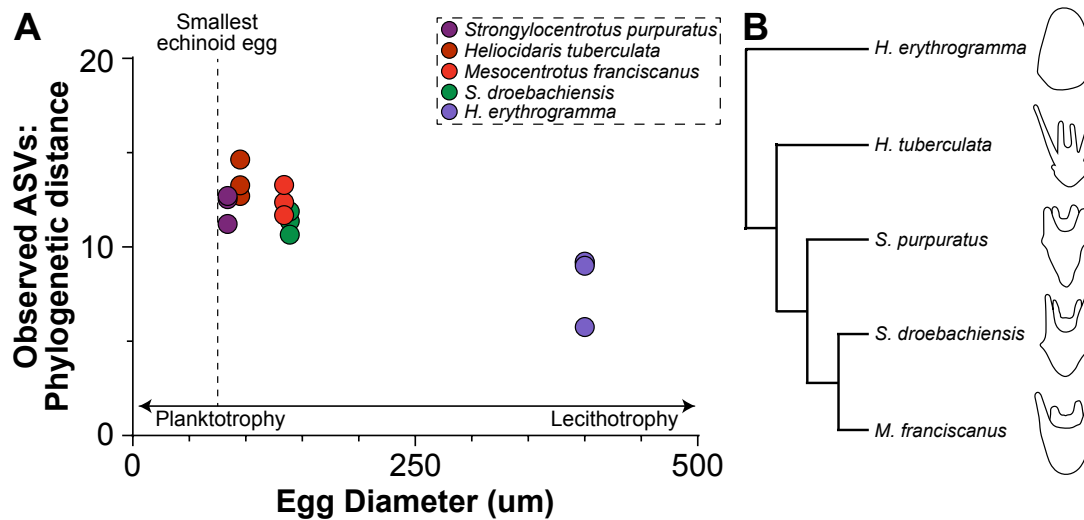 A
Smallest
echinoid egg
Strongylocentrotus purpuratus
Heliocidaris tuberculata
Mesocentrotus franciscanus
S. droebachiensis
H. erythrogramma
20
10
0
Observed ASVs:
Phylogenetic distance
Planktotrophy
Lecithotrophy
0
250
500
Egg Diameter (um)
B
H. erythrogramma
H. tuberculata
S. purpuratus
S. droebachiensis
M. franciscanus